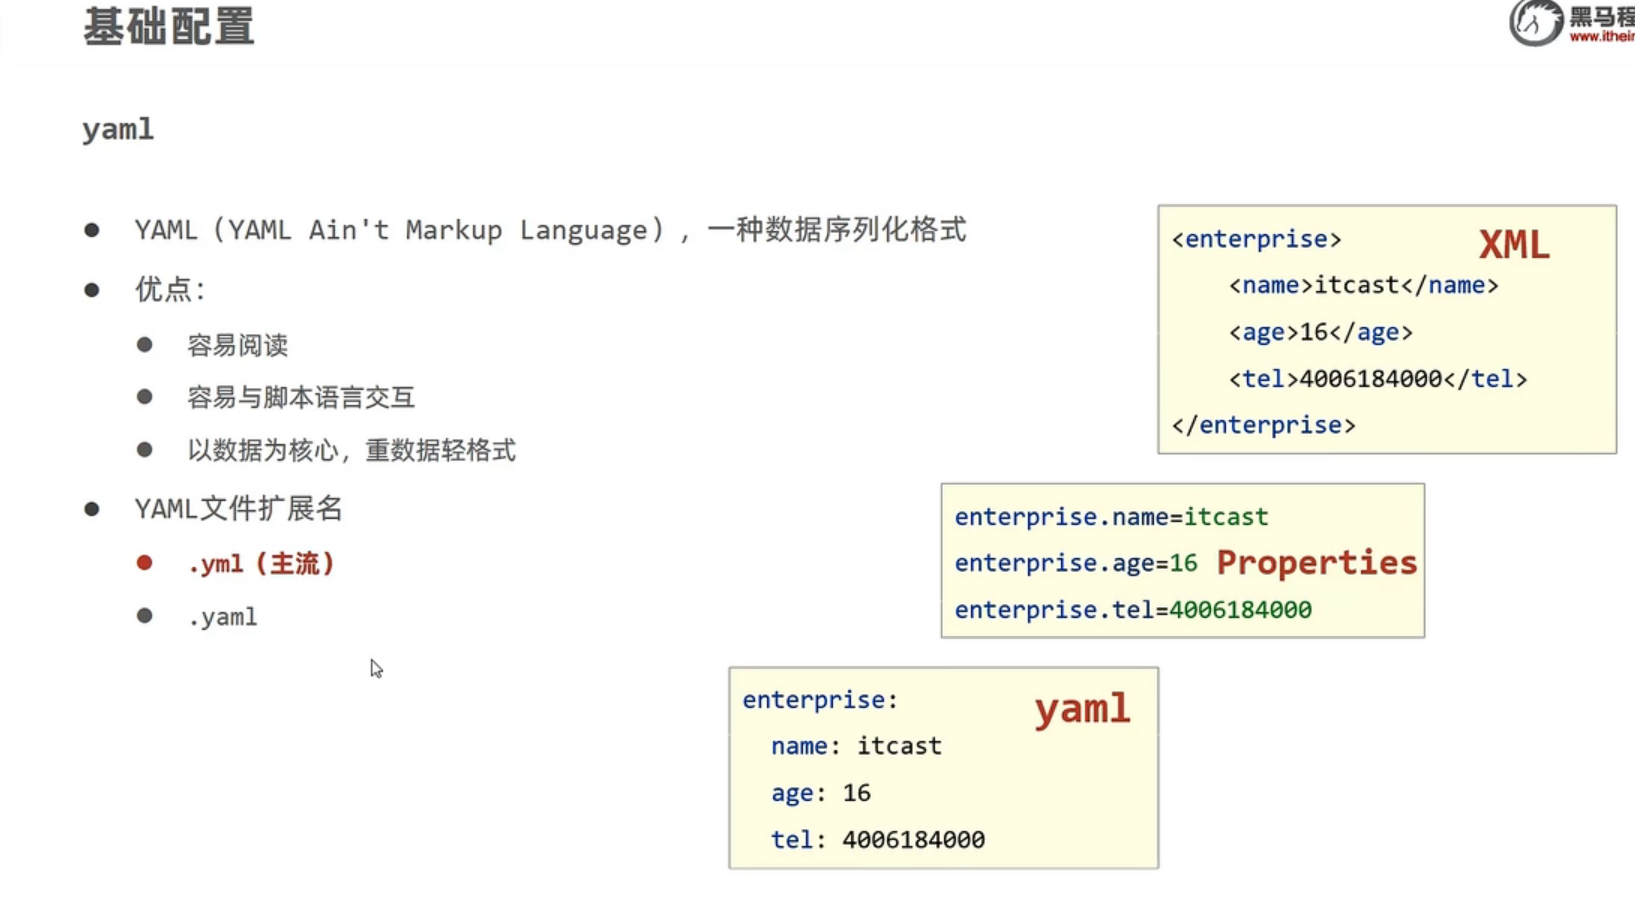 基础配置
黑马程
www.ithei
yaml
YAML（YAML Ain't Markup Language），一种数据序列化格式
优点：
容易阅读
容易与脚本语言交互
以数据为核心，重数据轻格式
YAML文件扩展名
.yml（主流）
.yaml
<enterprise>
XML
<name>itcast</name>
<age>16</age>
<tel>4006184000</tel>
</enterprise>
enterprise.name=itcast
enterprise.age=16 Properties
enterprise.tel=4006184000
enterprise:
yaml
name: itcast
age: 16
tel: 4006184000